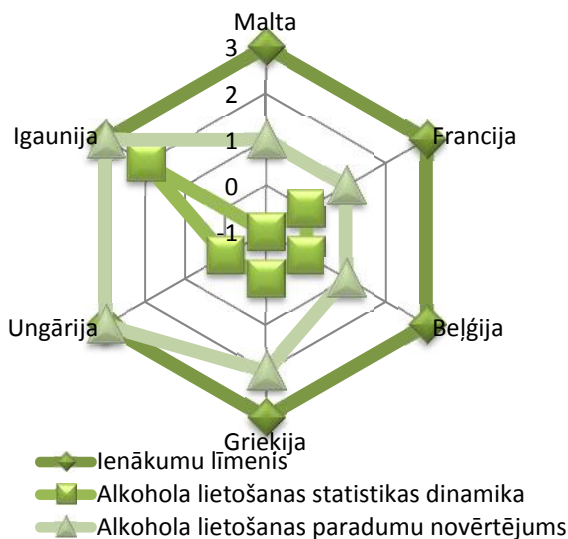 Malta
3
2
Igaunija
Francija
1
0
-1
Ungārija
Beļģija
Grieķija
Ienākumu līmenis
Alkohola lietošanas statistikas dinamika
Alkohola lietošanas paradumu novērtējums